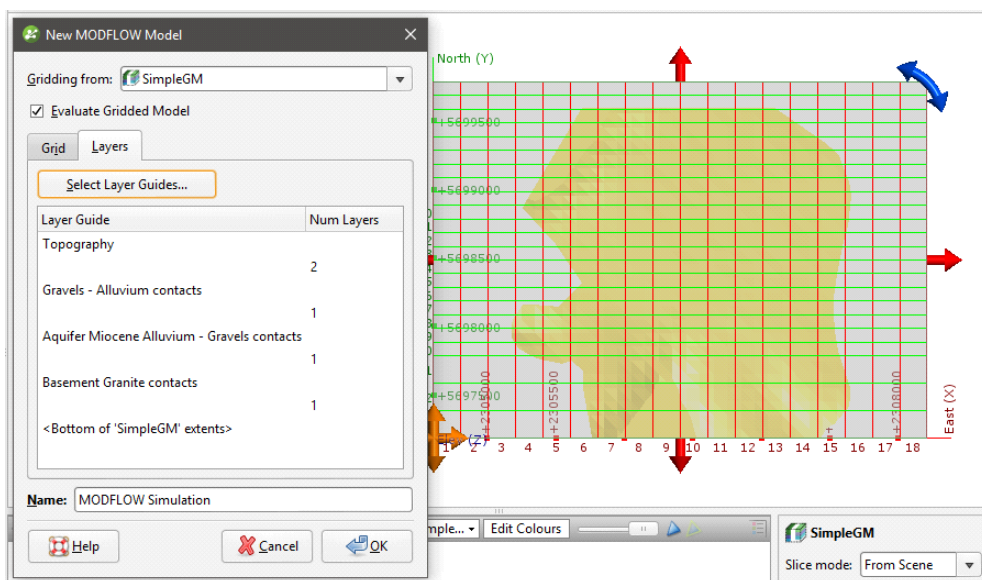 New MODFLOW Model
Gridding from: SimpleGM
Evaluate Gridded Model
Grid Layers
Select Layer Guides...
Layer Guide Num Layers
Topography
2
Gravels - Alluvium contacts
1
Aquifer Miocene Alluvium - Gravels contacts
1
Basement Granite contacts
1
<Bottom of 'SimpleGM' extents>
Name: MODFLOW Simulation
Help Cancel OK
North (Y)
+5699500
+5699000
+5698500
+5698000
+5697500
+2305500
+2308000
East (X)
1 2 3 4 5 6 7 8 9 10 11 12 13 14 15 16 17 18
Edit Colours
SimpleGM
Slice mode: From Scene